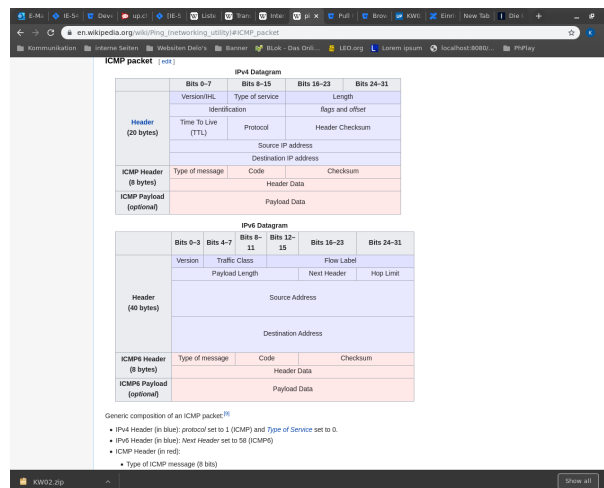 E-Ma
IE-5
Deve
up.c
[IE-5
Liste
Tran
Inter
pi
Pull
Brow
KW0
Enric
New Tab
Die
en.wikipedia.org/wiki/Ping_(networking_utility)#ICMP_packet
Kommunikation
interne Seiten
Websiten Delo's
Banner
BLok - Das Onli...
LEO.org
Lorem ipsum
localhost:8080/...
PhPlay
ICMP packet [edit]
IPv4 Datagram
Bits 0–7 Bits 8–15 Bits 16–23 Bits 24–31
Header
(20 bytes)
Version/IHL Type of service Length
Identification flags and offset
Time To Live
(TTL)
Protocol Header Checksum
Source IP address
Destination IP address
ICMP Header
(8 bytes)
Type of message Code Checksum
Header Data
ICMP Payload
(optional)
Payload Data
IPv6 Datagram
Bits 0–3 Bits 4–7 Bits 8–
11
Bits 12–
15
Bits 16–23 Bits 24–31
Header
(40 bytes)
Version Traffic Class Flow Label
Payload Length Next Header Hop Limit
Source Address
Destination Address
ICMP6 Header
(8 bytes)
Type of message Code Checksum
Header Data
ICMP6 Payload
(optional)
Payload Data
Generic composition of an ICMP packet:[9]
• IPv4 Header (in blue): protocol set to 1 (ICMP) and Type of Service set to 0.
• IPv6 Header (in blue): Next Header set to 58 (ICMP6)
• ICMP Header (in red):
• Type of ICMP message (8 bits)
KW02.zip
Show all